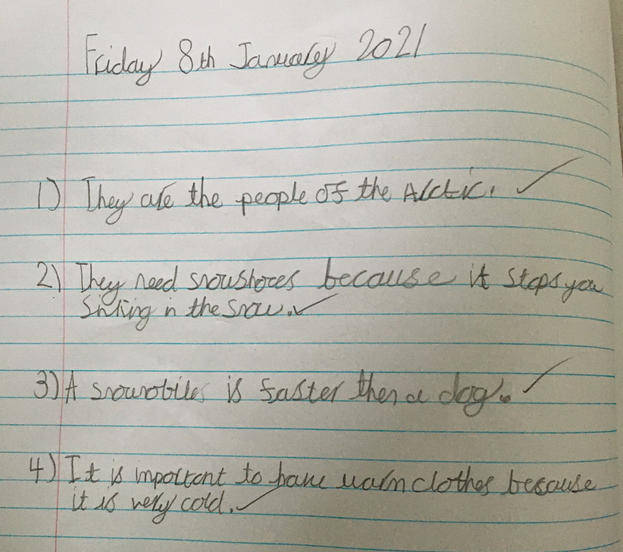 Friday 8th January 2021
1) They are the people of the Arctic.
2) They need snowshoes because it stops you
sinking in the snow.
3) A snowobiles is faster then a dog.
4) It is important to have warm clothes because
it is very cold.